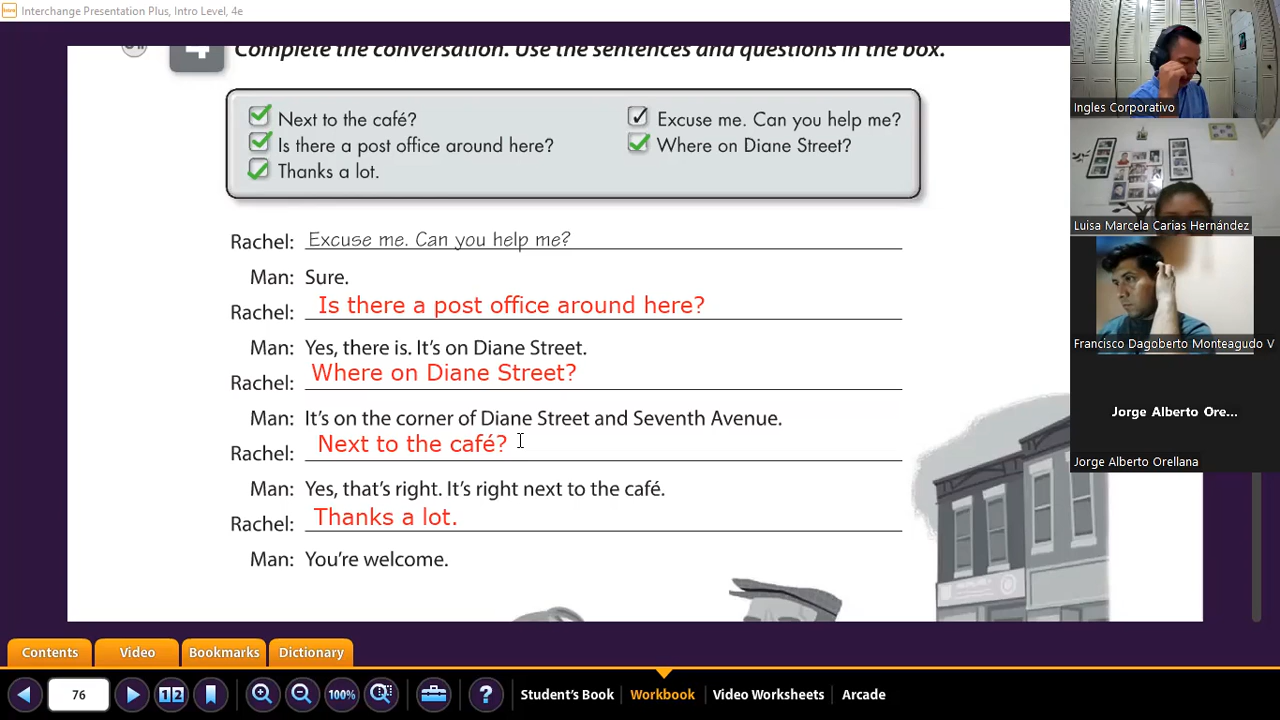 Interchange Presentation Plus, Intro Level, 4e
4 Complete the conversation. Use the sentences and questions in the box.
Next to the café?
Is there a post office around here?
Thanks a lot.
Excuse me. Can you help me?
Where on Diane Street?
Rachel: Excuse me. Can you help me?
Man: Sure.
Rachel: Is there a post office around here?
Man: Yes, there is. It's on Diane Street.
Rachel: Where on Diane Street?
Man: It's on the corner of Diane Street and Seventh Avenue.
Rachel: Next to the café?
Man: Yes, that's right. It's right next to the café.
Rachel: Thanks a lot.
Man: You're welcome.
Ingles Corporativo
Luisa Marcela Carias Hernández
Francisco Dagoberto Monteagudo V
Jorge Alberto Ore...
Jorge Alberto Orellana
Contents Video Bookmarks Dictionary
76 12 100% ? Student's Book Workbook Video Worksheets Arcade